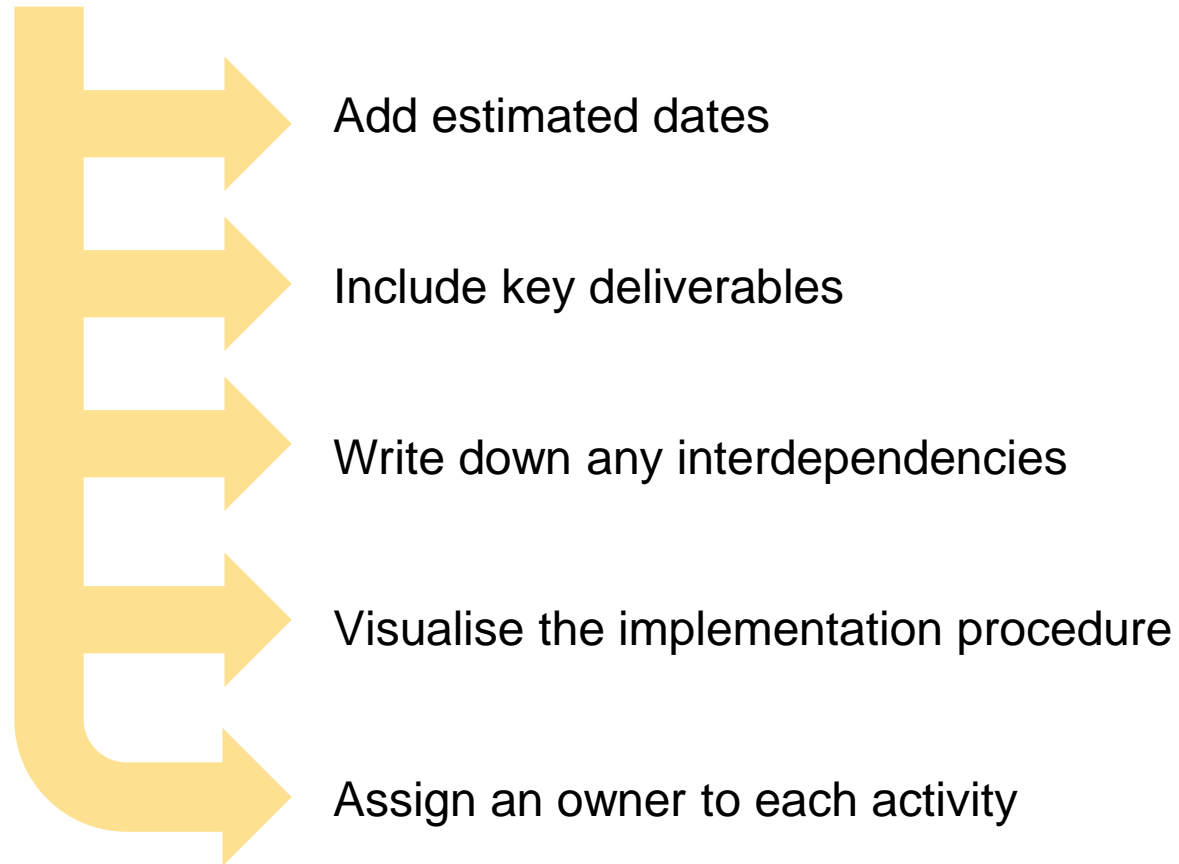 Add estimated dates
Include key deliverables
Write down any interdependencies
Visualise the implementation procedure
Assign an owner to each activity